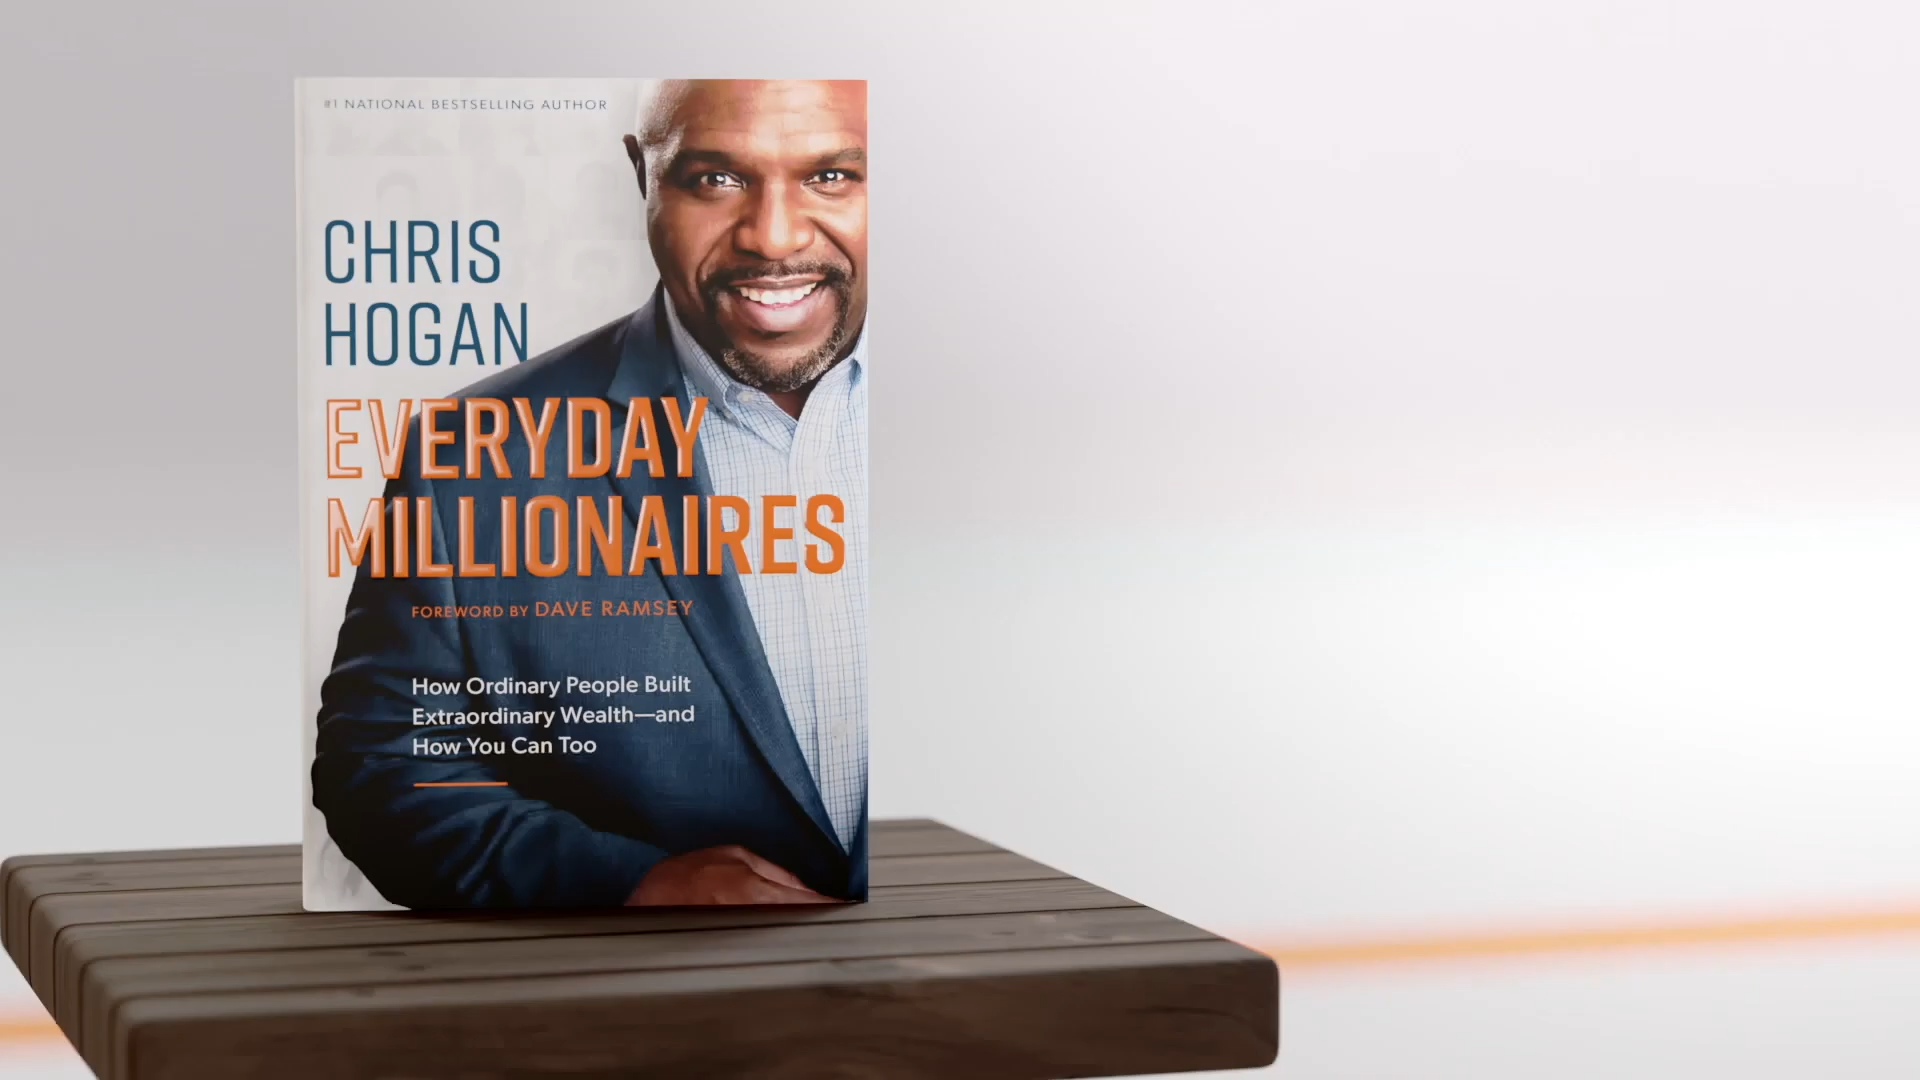 #1 NATIONAL BESTSELLING AUTHOR
CHRIS
HOGAN
EVERYDAY
MILLIONAIRES
FOREWORD BY DAVE RAMSEY
How Ordinary People Built
Extraordinary Wealth—and
How You Can Too